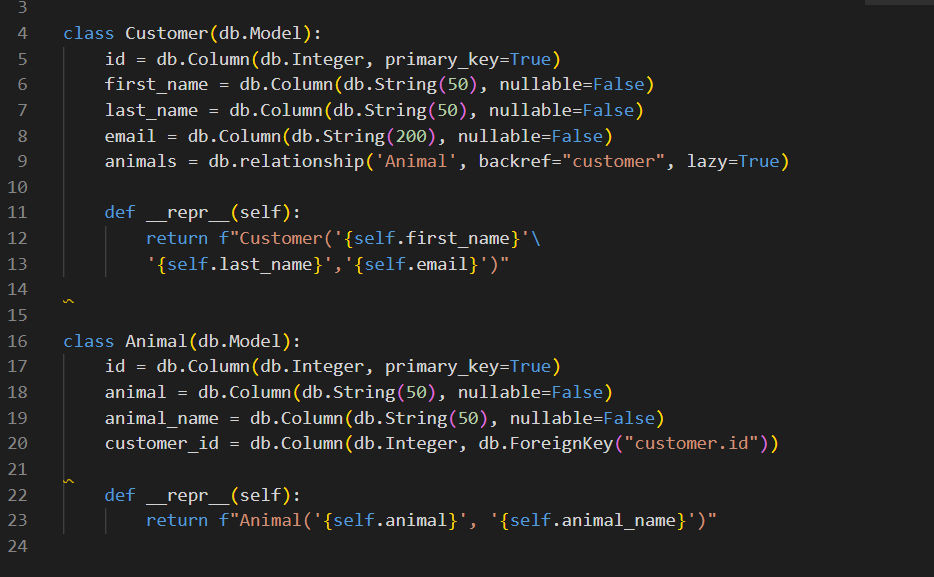 3
4 class Customer(db.Model):
5     id = db.Column(db.Integer, primary_key=True)
6     first_name = db.Column(db.String(50), nullable=False)
7     last_name = db.Column(db.String(50), nullable=False)
8     email = db.Column(db.String(200), nullable=False)
9     animals = db.relationship('Animal', backref="customer", lazy=True)
10
11     def __repr__(self):
12         return f"Customer('{self.first_name}'\
13         '{self.last_name}','{self.email}')"
14
15
16 class Animal(db.Model):
17     id = db.Column(db.Integer, primary_key=True)
18     animal = db.Column(db.String(50), nullable=False)
19     animal_name = db.Column(db.String(50), nullable=False)
20     customer_id = db.Column(db.Integer, db.ForeignKey("customer.id"))
21
22     def __repr__(self):
23         return f"Animal('{self.animal}', '{self.animal_name}')"
24